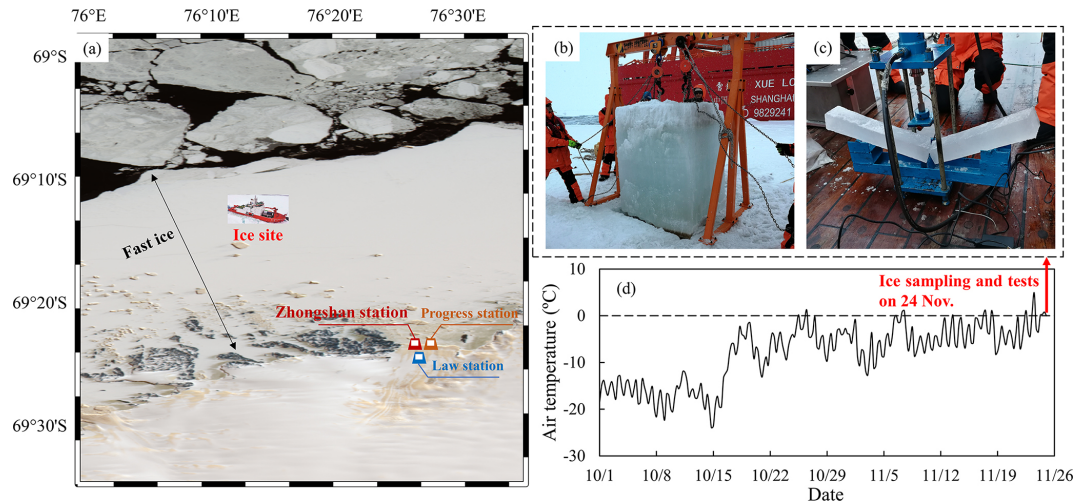 76°E 76°10'E 76°20'E 76°30'E
69°S
69°10'S
69°20'S
69°30'S
(a)
Fast ice
Ice site
Zhongshan station
Progress station
Law station
(b)
XUE LO
SHANGHA
9829241
(c)
(d)
Ice sampling and tests
on 24 Nov.
Air temperature (°C)
10
0
-10
-20
-30
10/1 10/8 10/15 10/22 10/29 11/5 11/12 11/19 11/26
Date